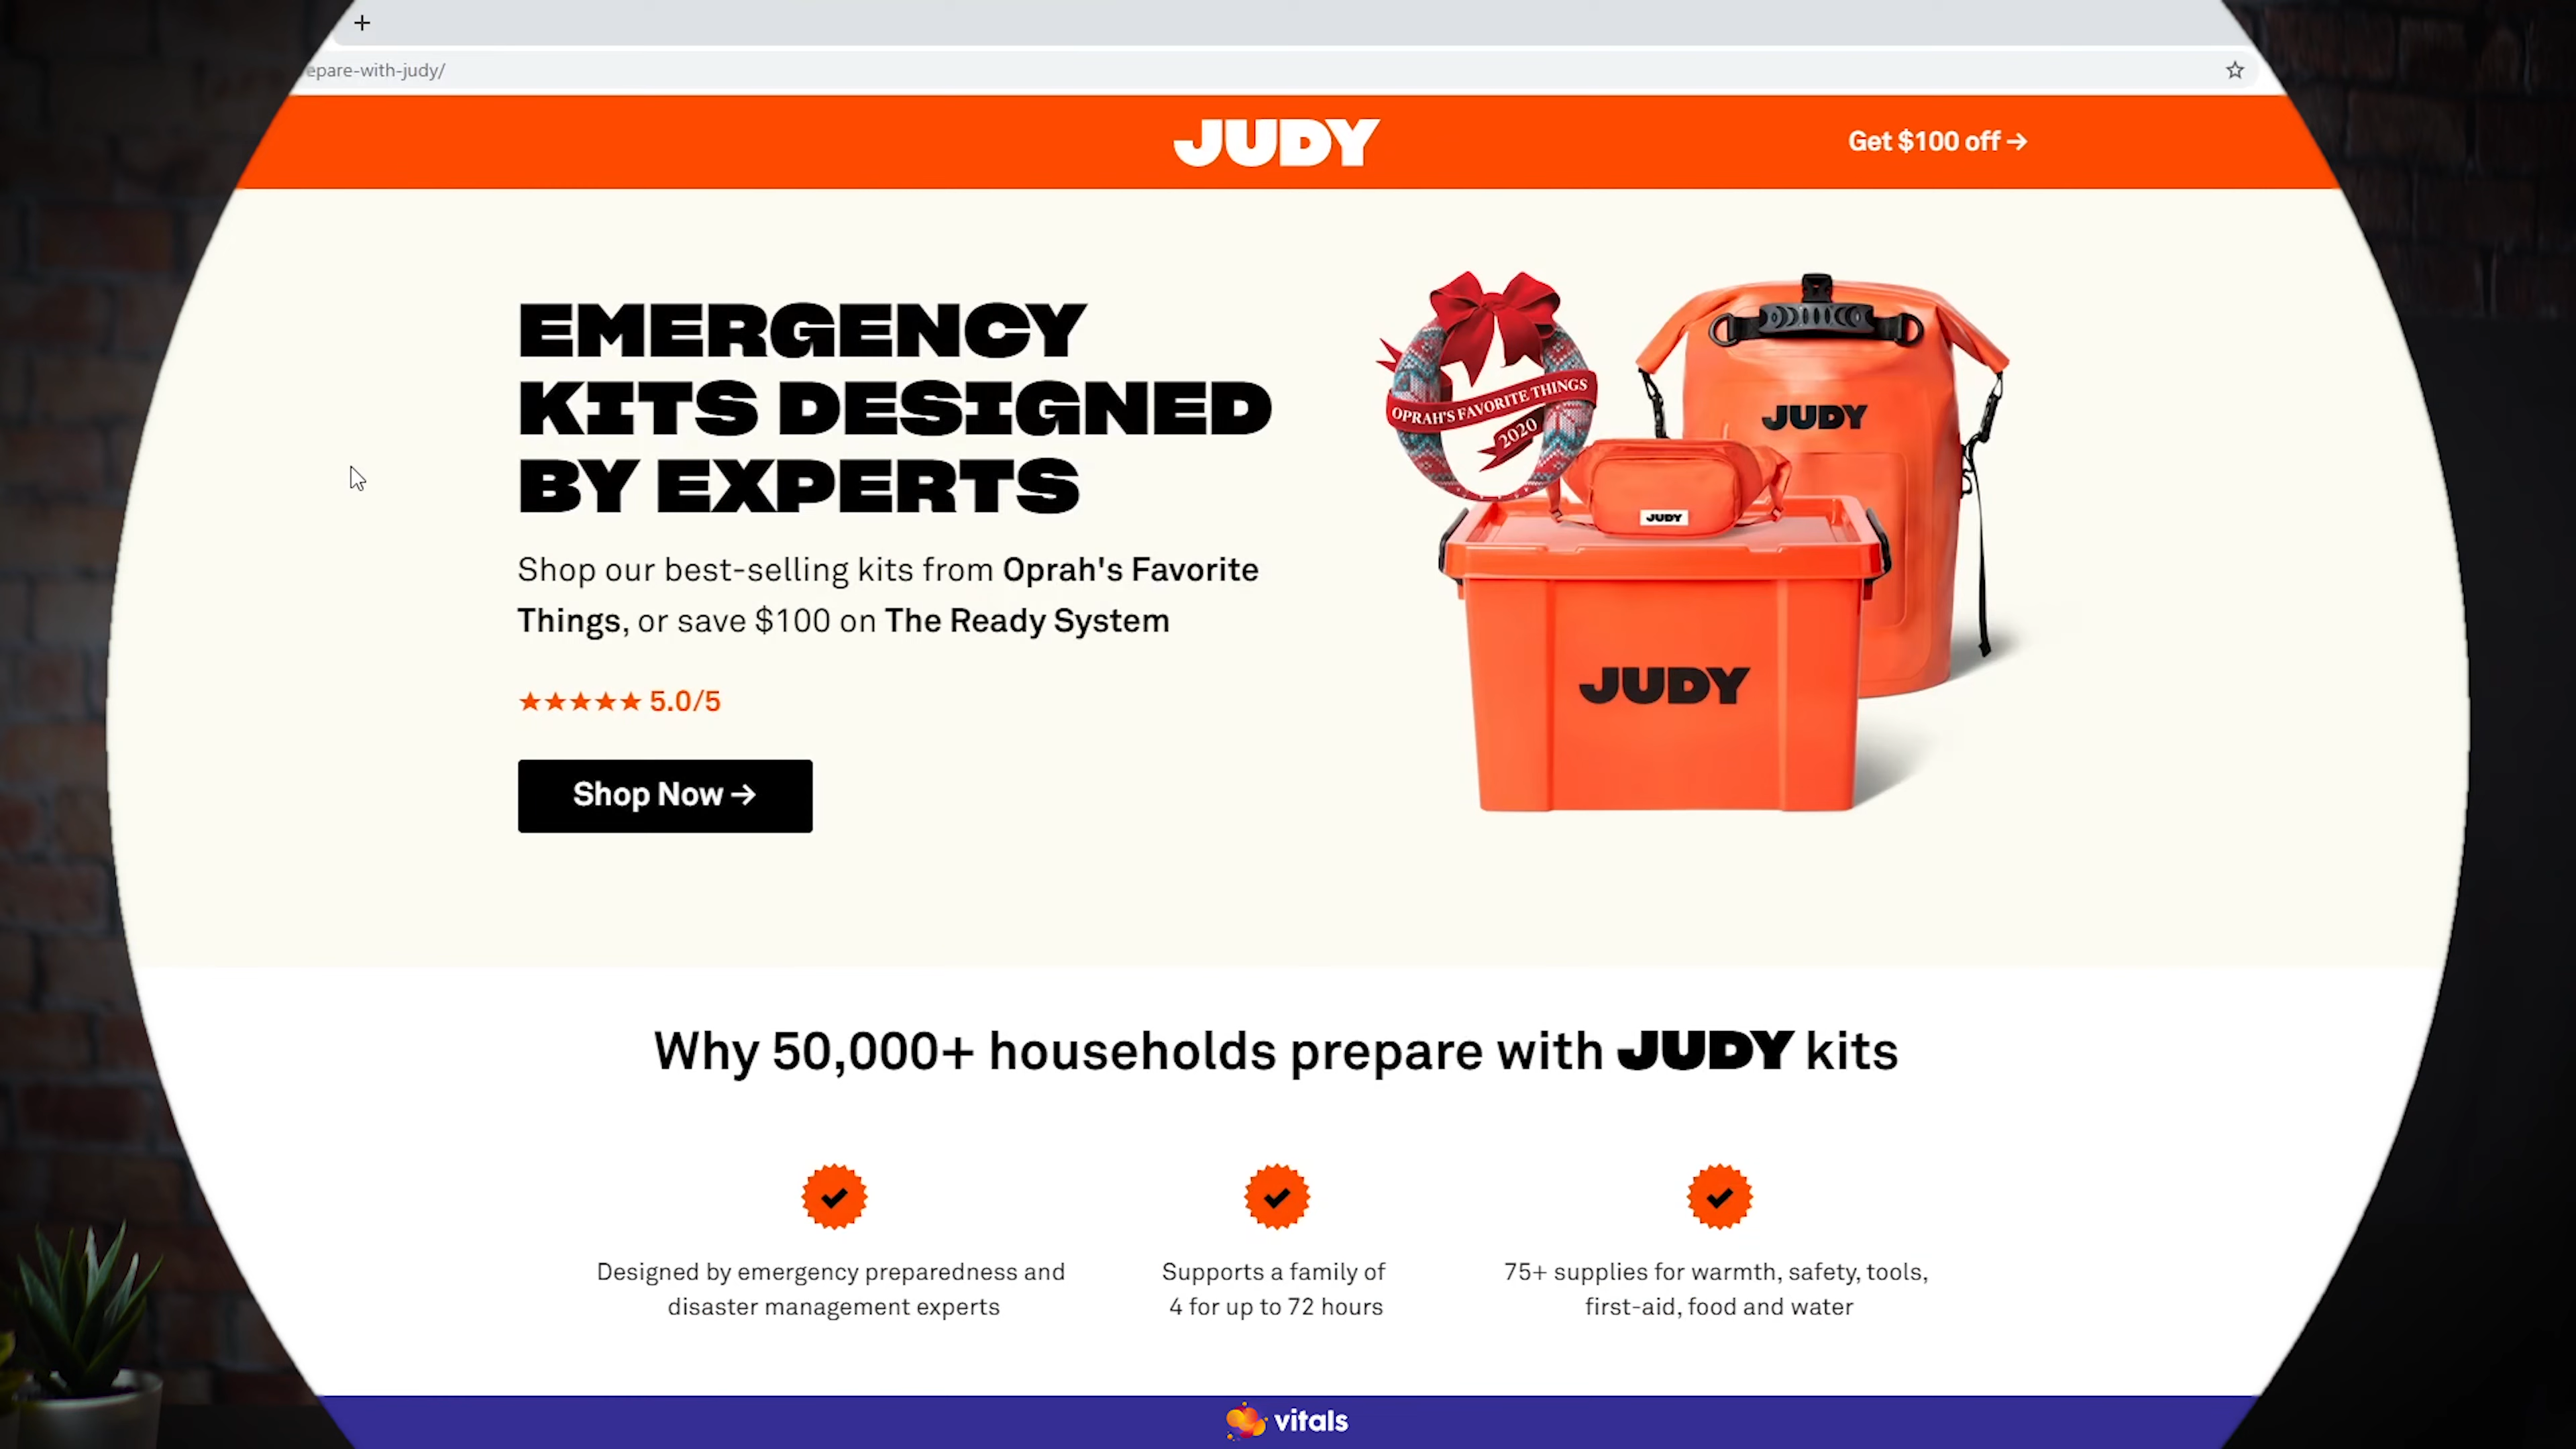 epare-with-judy/
JUDY
Get $100 off →
EMERGENCY
KITS DESIGNED
BY EXPERTS
Shop our best-selling kits from Oprah's Favorite
Things, or save $100 on The Ready System
★★★★★ 5.0/5
Shop Now →
OPRAH'S FAVORITE THINGS
2020
JUDY
JUDY
JUDY
Why 50,000+ households prepare with JUDY kits
Designed by emergency preparedness and
disaster management experts
Supports a family of
4 for up to 72 hours
75+ supplies for warmth, safety, tools,
first-aid, food and water
vitals